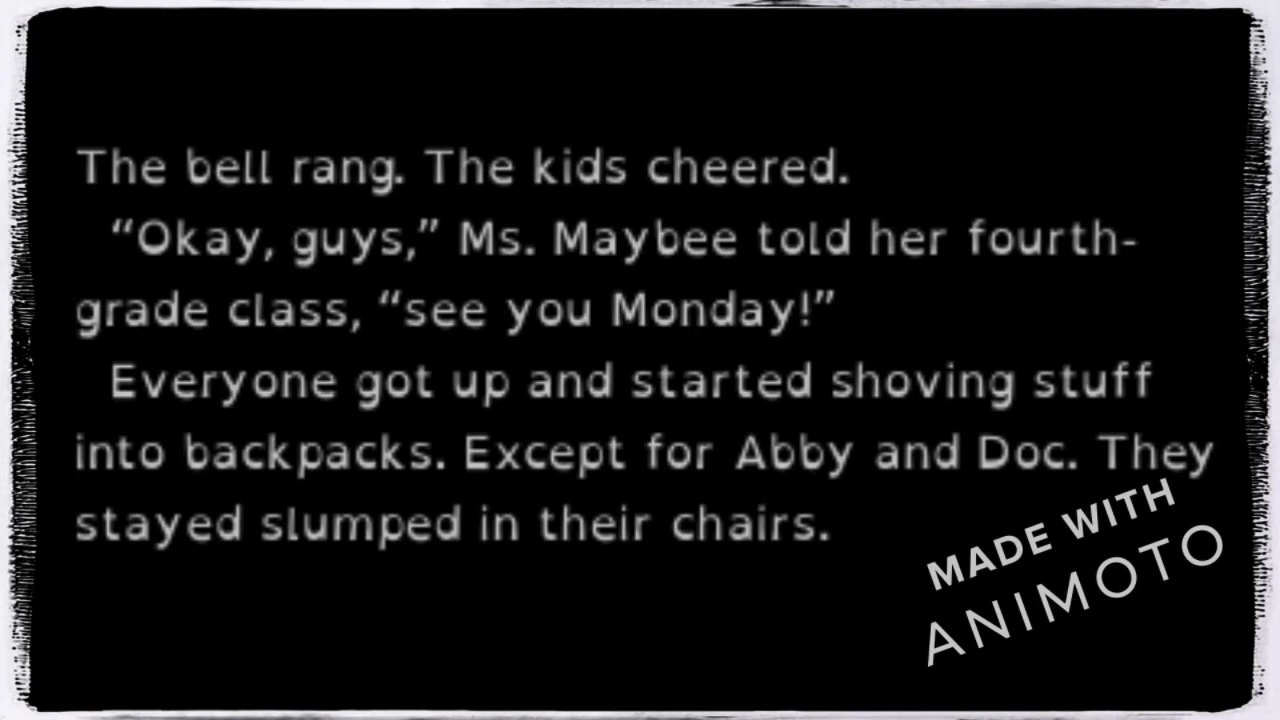 The bell rang. The kids cheered.
“Okay, guys,” Ms. Maybee told her fourth-
grade class, “see you Monday!”
Everyone got up and started shoving stuff
into backpacks. Except for Abby and Doc. They
stayed slumped in their chairs.
MADE WITH
ANIMOTO